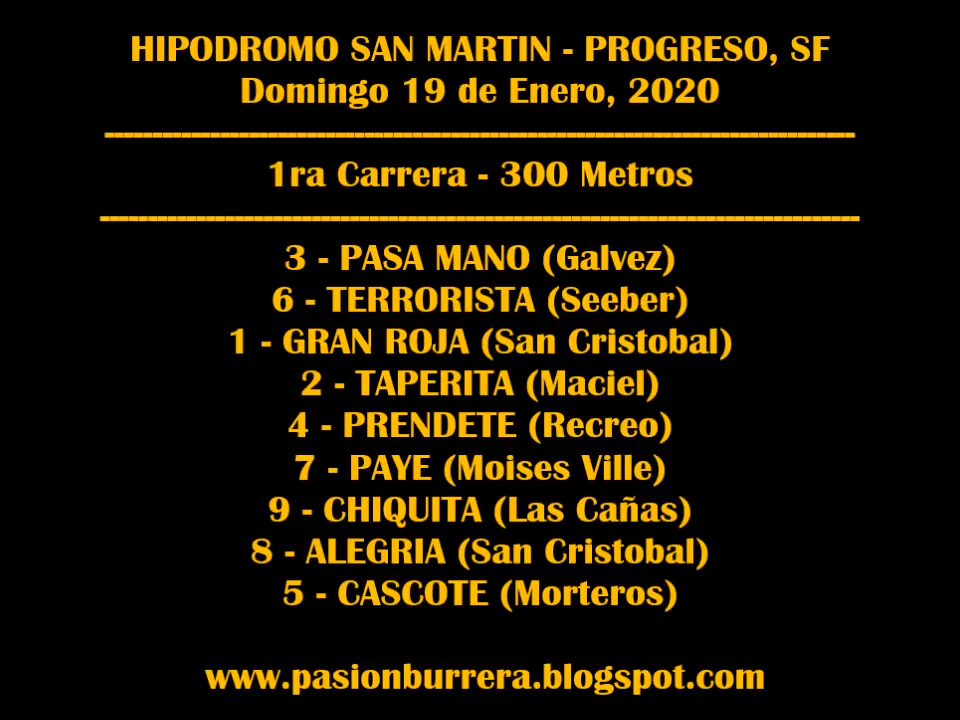 HIPODROMO SAN MARTIN - PROGRESO, SF
Domingo 19 de Enero, 2020
--------------------------------------------------------------------------------
1ra Carrera - 300 Metros
---------------------------------------------------------------------------------
3 - PASA MANO (Galvez)
6 - TERRORISTA (Seeber)
1 - GRAN ROJA (San Cristobal)
2 - TAPERITA (Maciel)
4 - PRENDETE (Recreo)
7 - PAYE (Moises Ville)
9 - CHIQUITA (Las Cañas)
8 - ALEGRIA (San Cristobal)
5 - CASCOTE (Morteros)
www.pasionburrera.blogspot.com